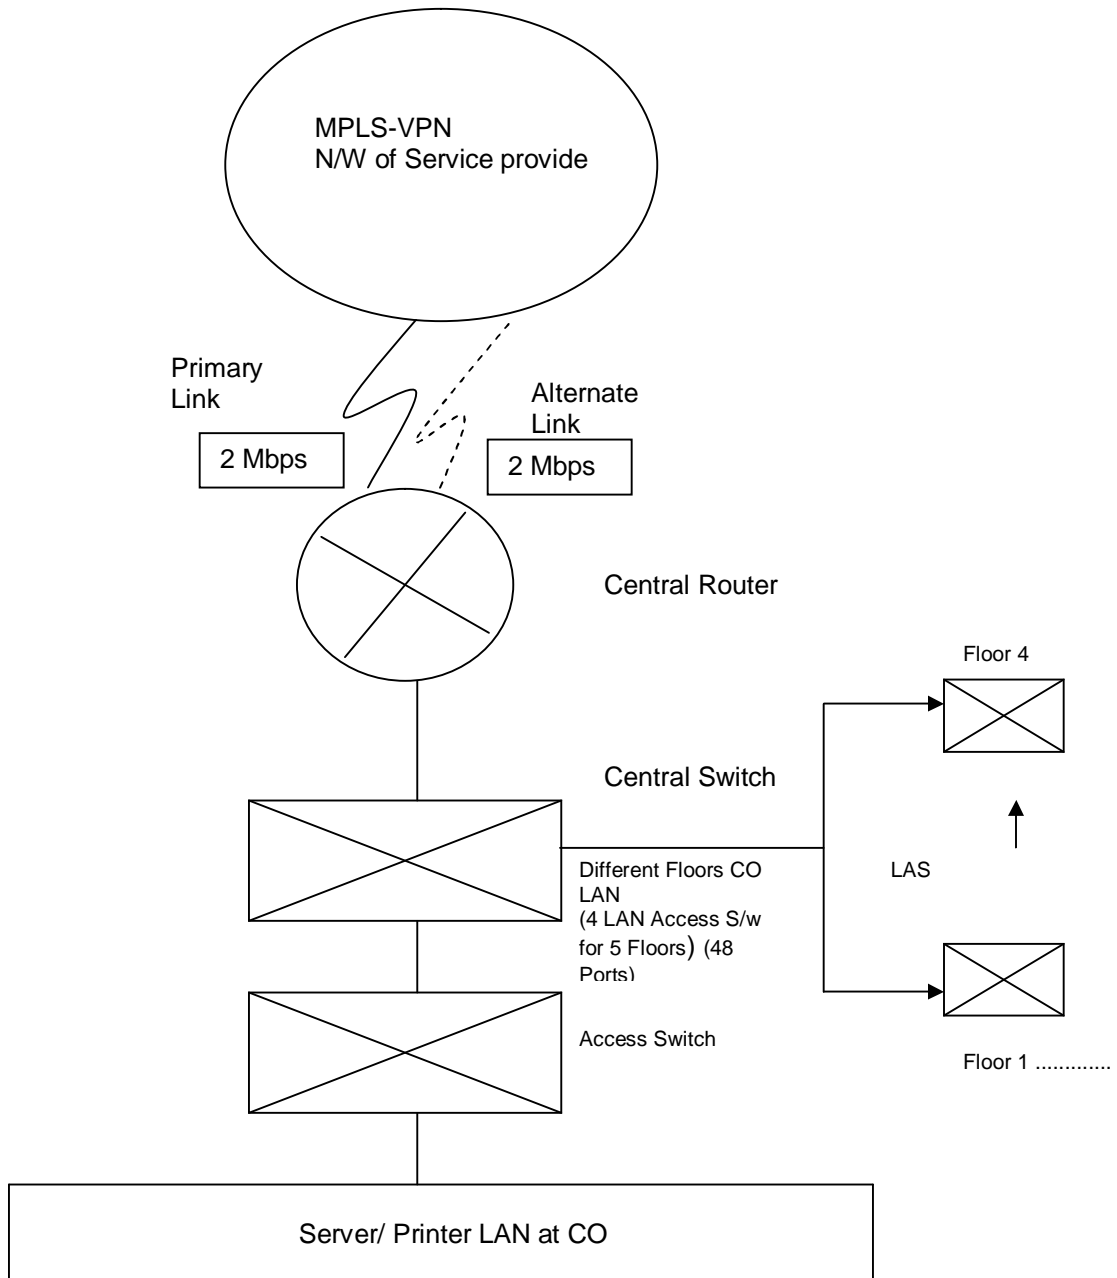 MPLS-VPN
N/W of Service provide
Primary
Link
Alternate
Link
2 Mbps
2 Mbps
Central Router
Floor 4
Central Switch
Different Floors CO
LAN
(4 LAN Access S/w
for 5 Floors) (48
Ports)
LAS
Access Switch
Floor 1 .............
Server/ Printer LAN at CO